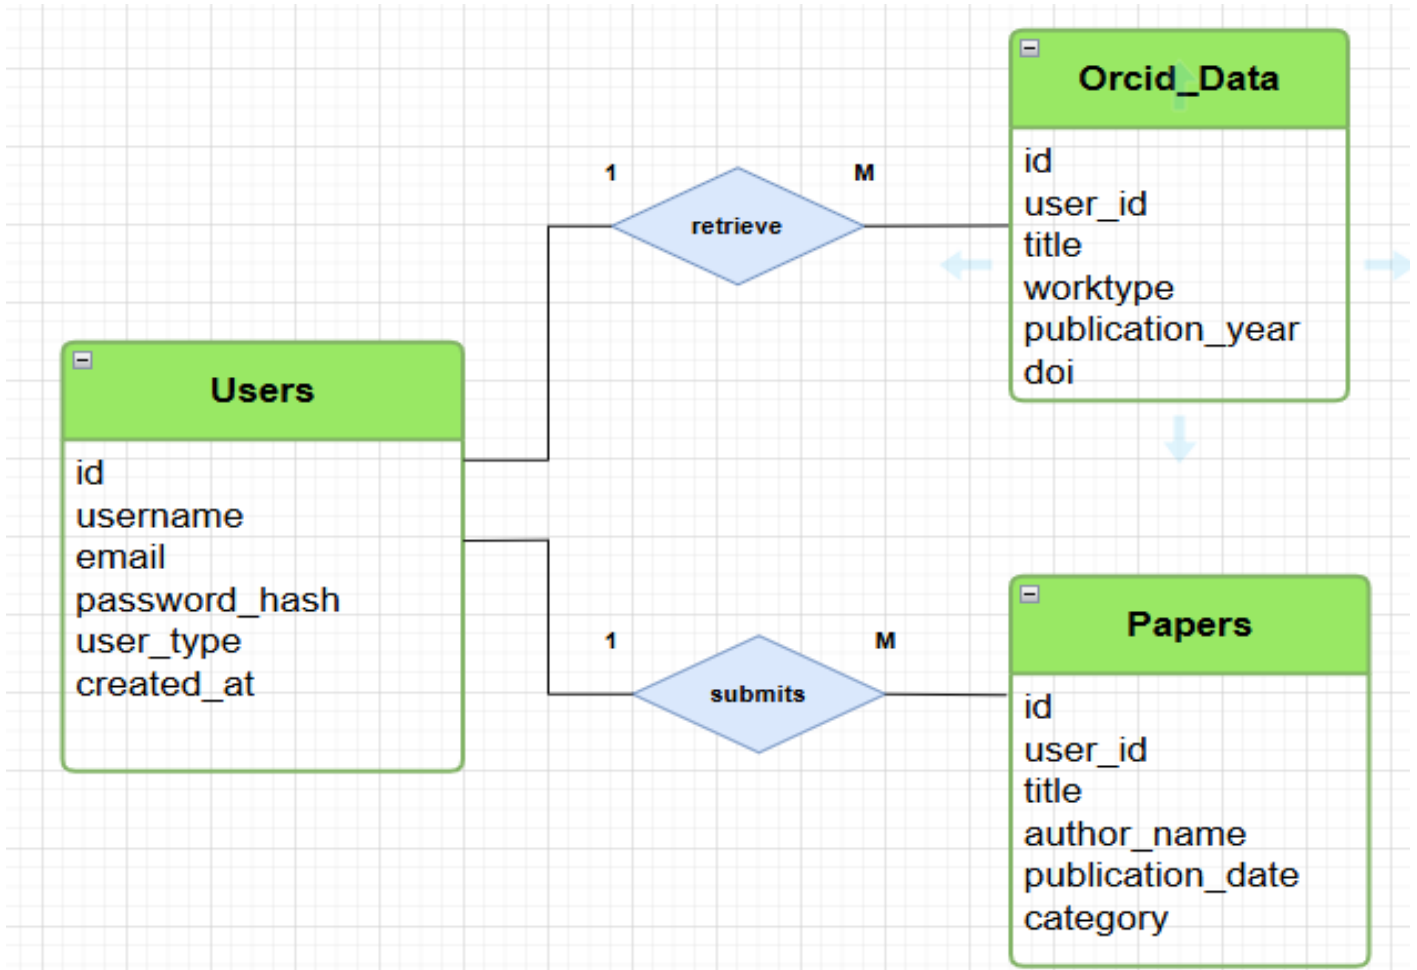 Orcid_Data
id
user_id
title
worktype
publication_year
doi
1
retrieve
M
Users
id
username
email
password_hash
user_type
created_at
1
submits
M
Papers
id
user_id
title
author_name
publication_date
category